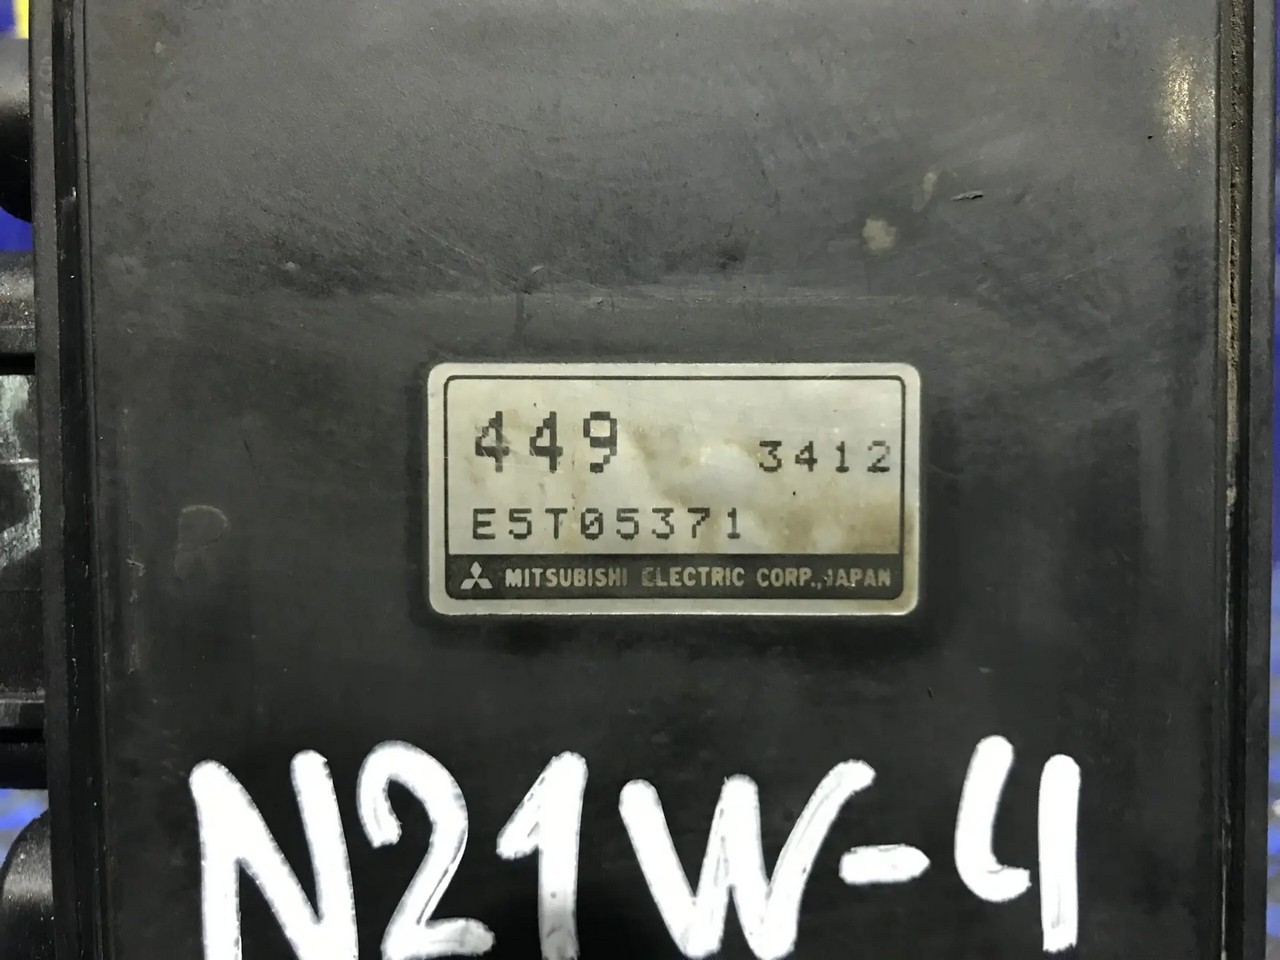 449 3412
E5T05371
MITSUBISHI ELECTRIC CORP., JAPAN
N21W-4